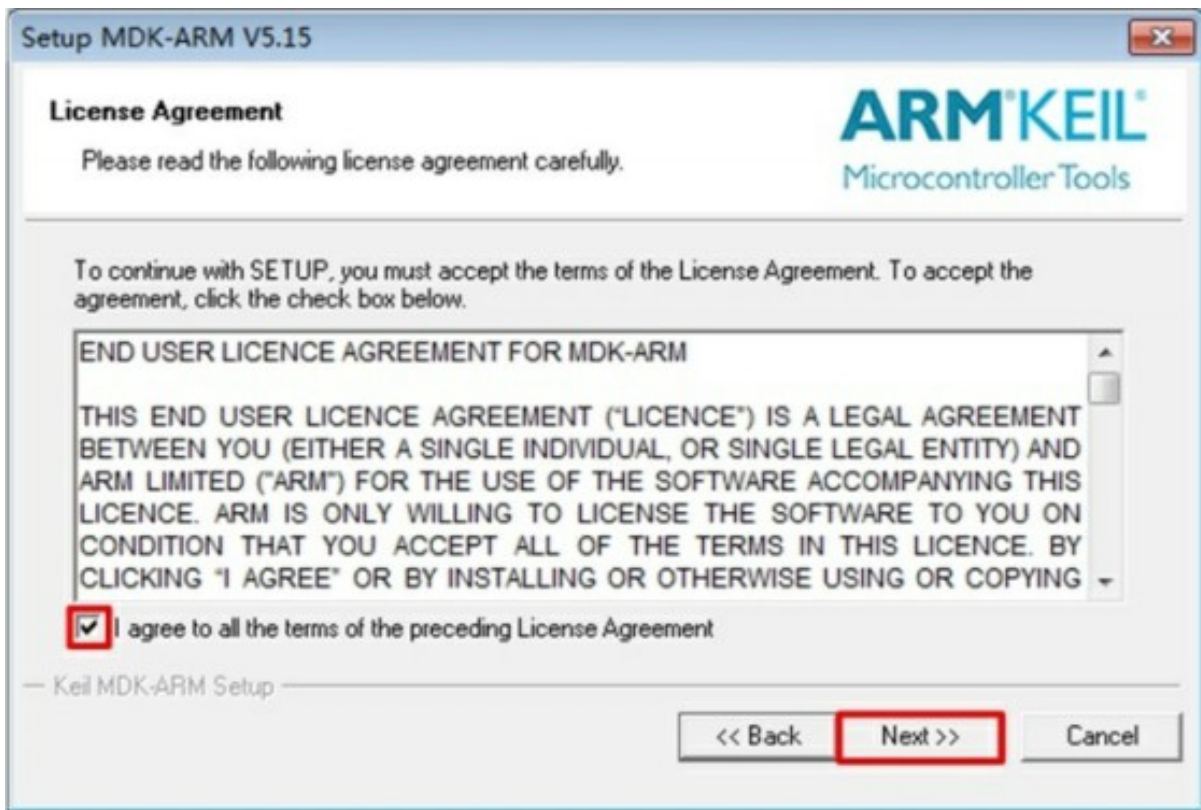 Setup MDK-ARM V5.15
License Agreement
Please read the following license agreement carefully.
ARM®KEIL®
Microcontroller Tools
To continue with SETUP, you must accept the terms of the License Agreement. To accept the
agreement, click the check box below.
END USER LICENCE AGREEMENT FOR MDK-ARM
THIS END USER LICENCE AGREEMENT (“LICENCE”) IS A LEGAL AGREEMENT
BETWEEN YOU (EITHER A SINGLE INDIVIDUAL, OR SINGLE LEGAL ENTITY) AND
ARM LIMITED ("ARM") FOR THE USE OF THE SOFTWARE ACCOMPANYING THIS
LICENCE. ARM IS ONLY WILLING TO LICENSE THE SOFTWARE TO YOU ON
CONDITION THAT YOU ACCEPT ALL OF THE TERMS IN THIS LICENCE. BY
CLICKING “I AGREE” OR BY INSTALLING OR OTHERWISE USING OR COPYING
I agree to all the terms of the preceding License Agreement
Keil MDK-ARM Setup
<< Back Next >> Cancel